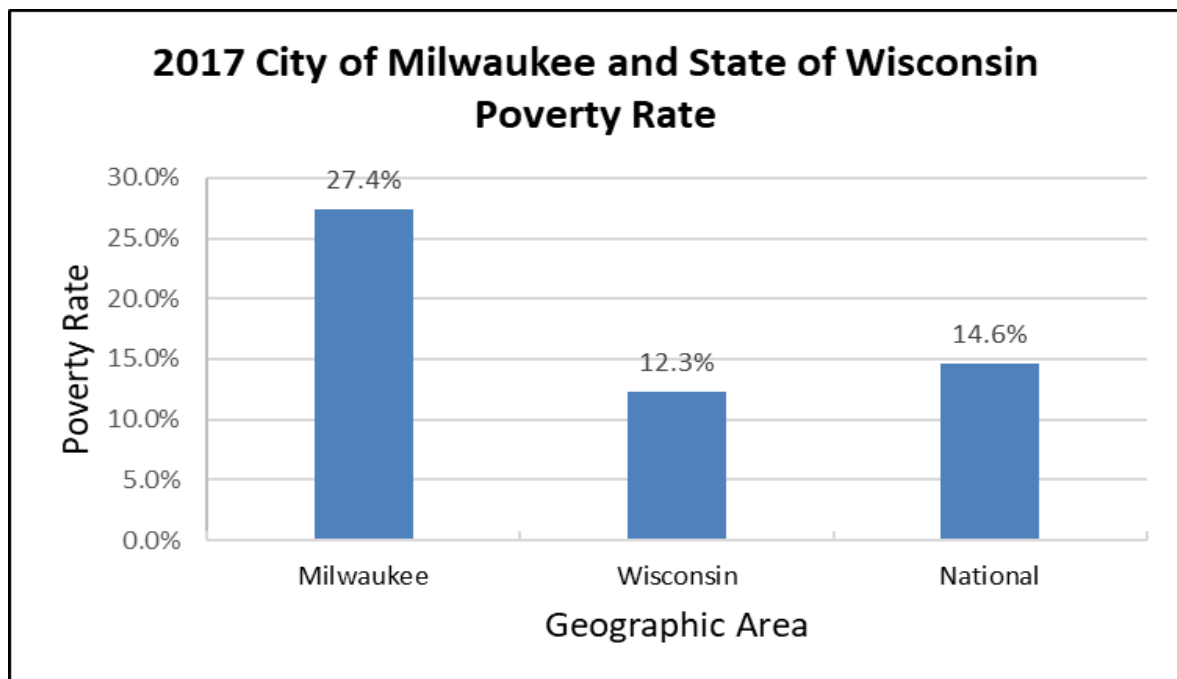 2017 City of Milwaukee and State of Wisconsin
Poverty Rate
30.0%
25.0%
20.0%
15.0%
10.0%
5.0%
0.0%
Poverty Rate
27.4%
12.3%
14.6%
Milwaukee
Wisconsin
National
Geographic Area